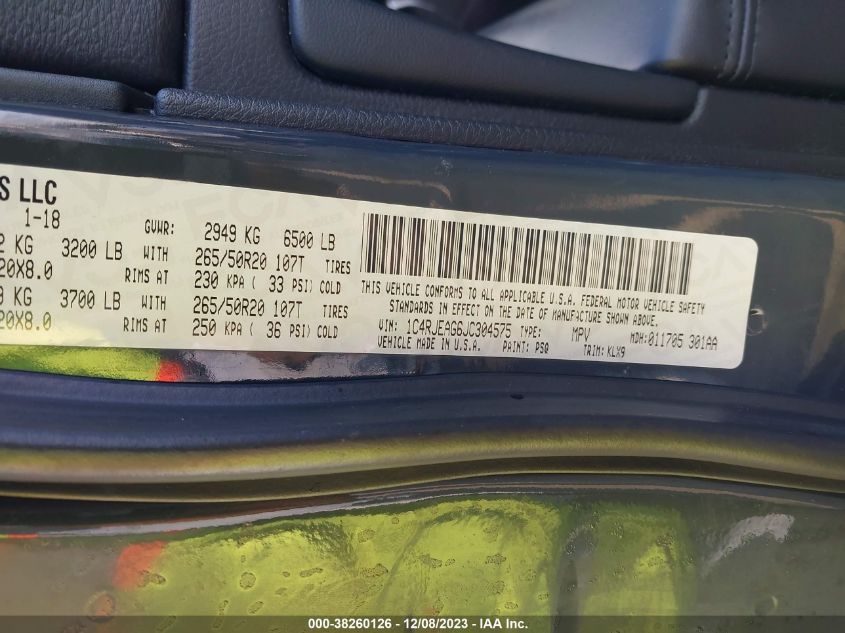 S LLC
1-18 GVWR: 2949 KG 6500 LB
KG 3200 LB WITH 265/50R20 107T TIRES
20X8.0 RIMS AT 230 KPA ( 33 PSI) COLD
KG 3700 LB WITH 265/50R20 107T TIRES
20X8.0 RIMS AT 250 KPA ( 36 PSI) COLD
THIS VEHICLE CONFORMS TO ALL APPLICABLE U.S.A. FEDERAL MOTOR VEHICLE SAFETY
STANDARDS IN EFFECT ON THE DATE OF MANUFACTURE SHOWN ABOVE.
VIN: 1C4RJEAG6JC304575 TYPE: MPV MDH:011705 301AA
VEHICLE MADE IN U.S.A. PAINT: PSQ TRIM: KLX9
000-38260126 - 12/08/2023 - IAA Inc.